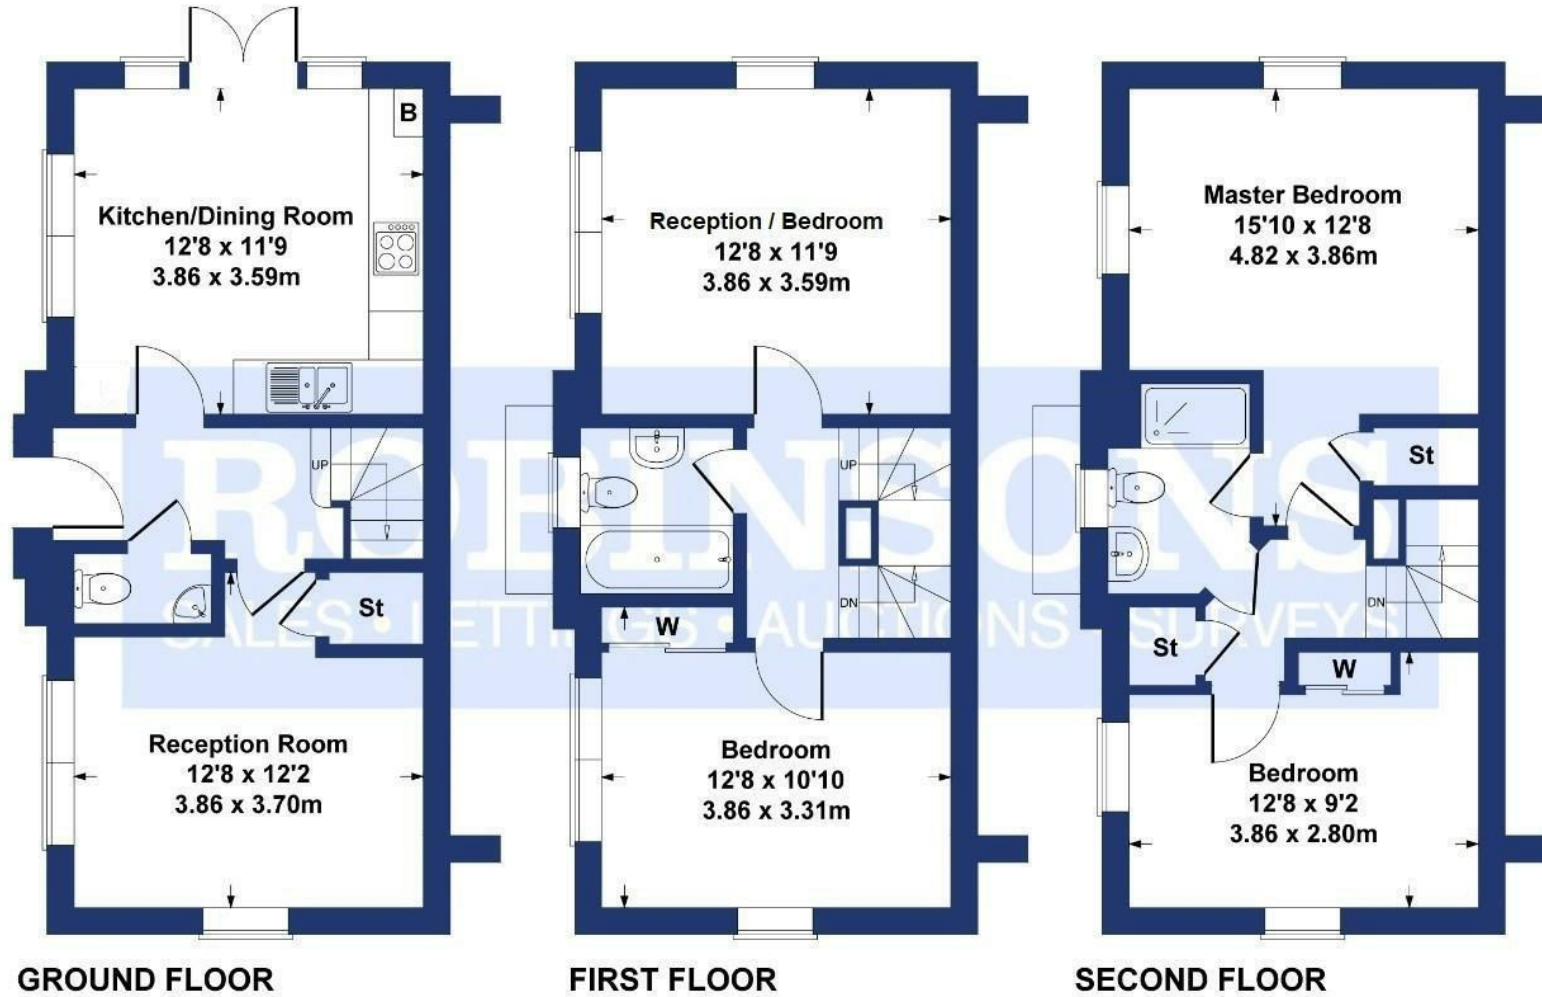 B
Kitchen/Dining Room
12'8 x 11'9
3.86 x 3.59m
UP
St
Reception Room
12'8 x 12'2
3.86 x 3.70m
GROUND FLOOR
Reception / Bedroom
12'8 x 11'9
3.86 x 3.59m
UP
DN
W
Bedroom
12'8 x 10'10
3.86 x 3.31m
FIRST FLOOR
Master Bedroom
15'10 x 12'8
4.82 x 3.86m
St
DN
St
W
Bedroom
12'8 x 9'2
3.86 x 2.80m
SECOND FLOOR
ROBINSONS
SALES • LETTINGS • AUCTIONS • SURVEYS